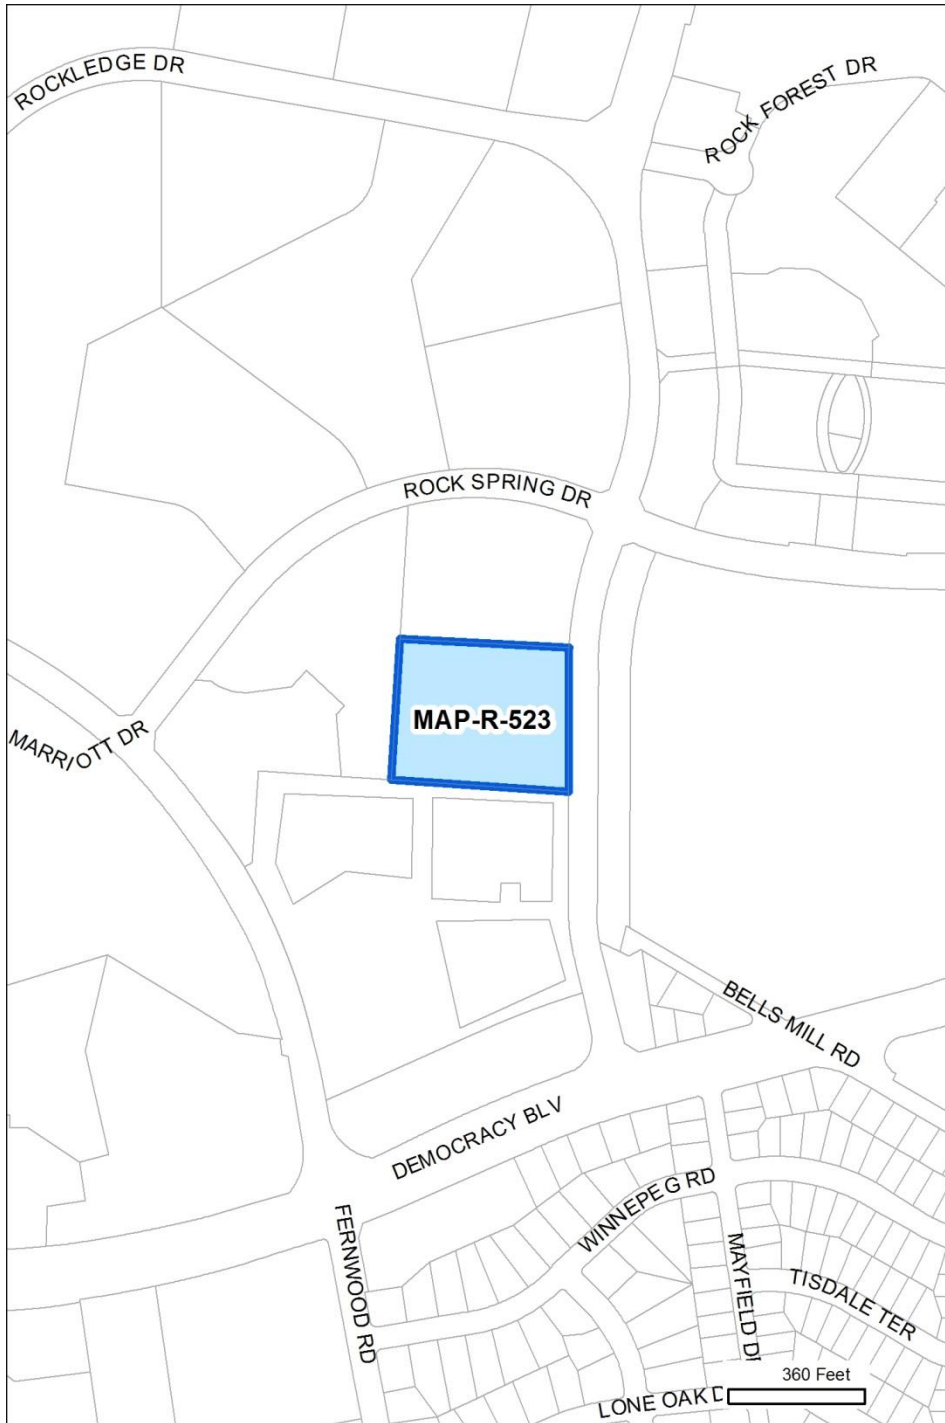 ROCKLEDGE DR
ROCK FOREST DR
ROCK SPRING DR
MAP-R-523
MARRIOTT DR
BELLS MILL RD
DEMOCRACY BLV
WINNEPEG RD
FERNWOOD RD
MAYFIELD D
TISDALE TER
360 Feet
LONE OAK D